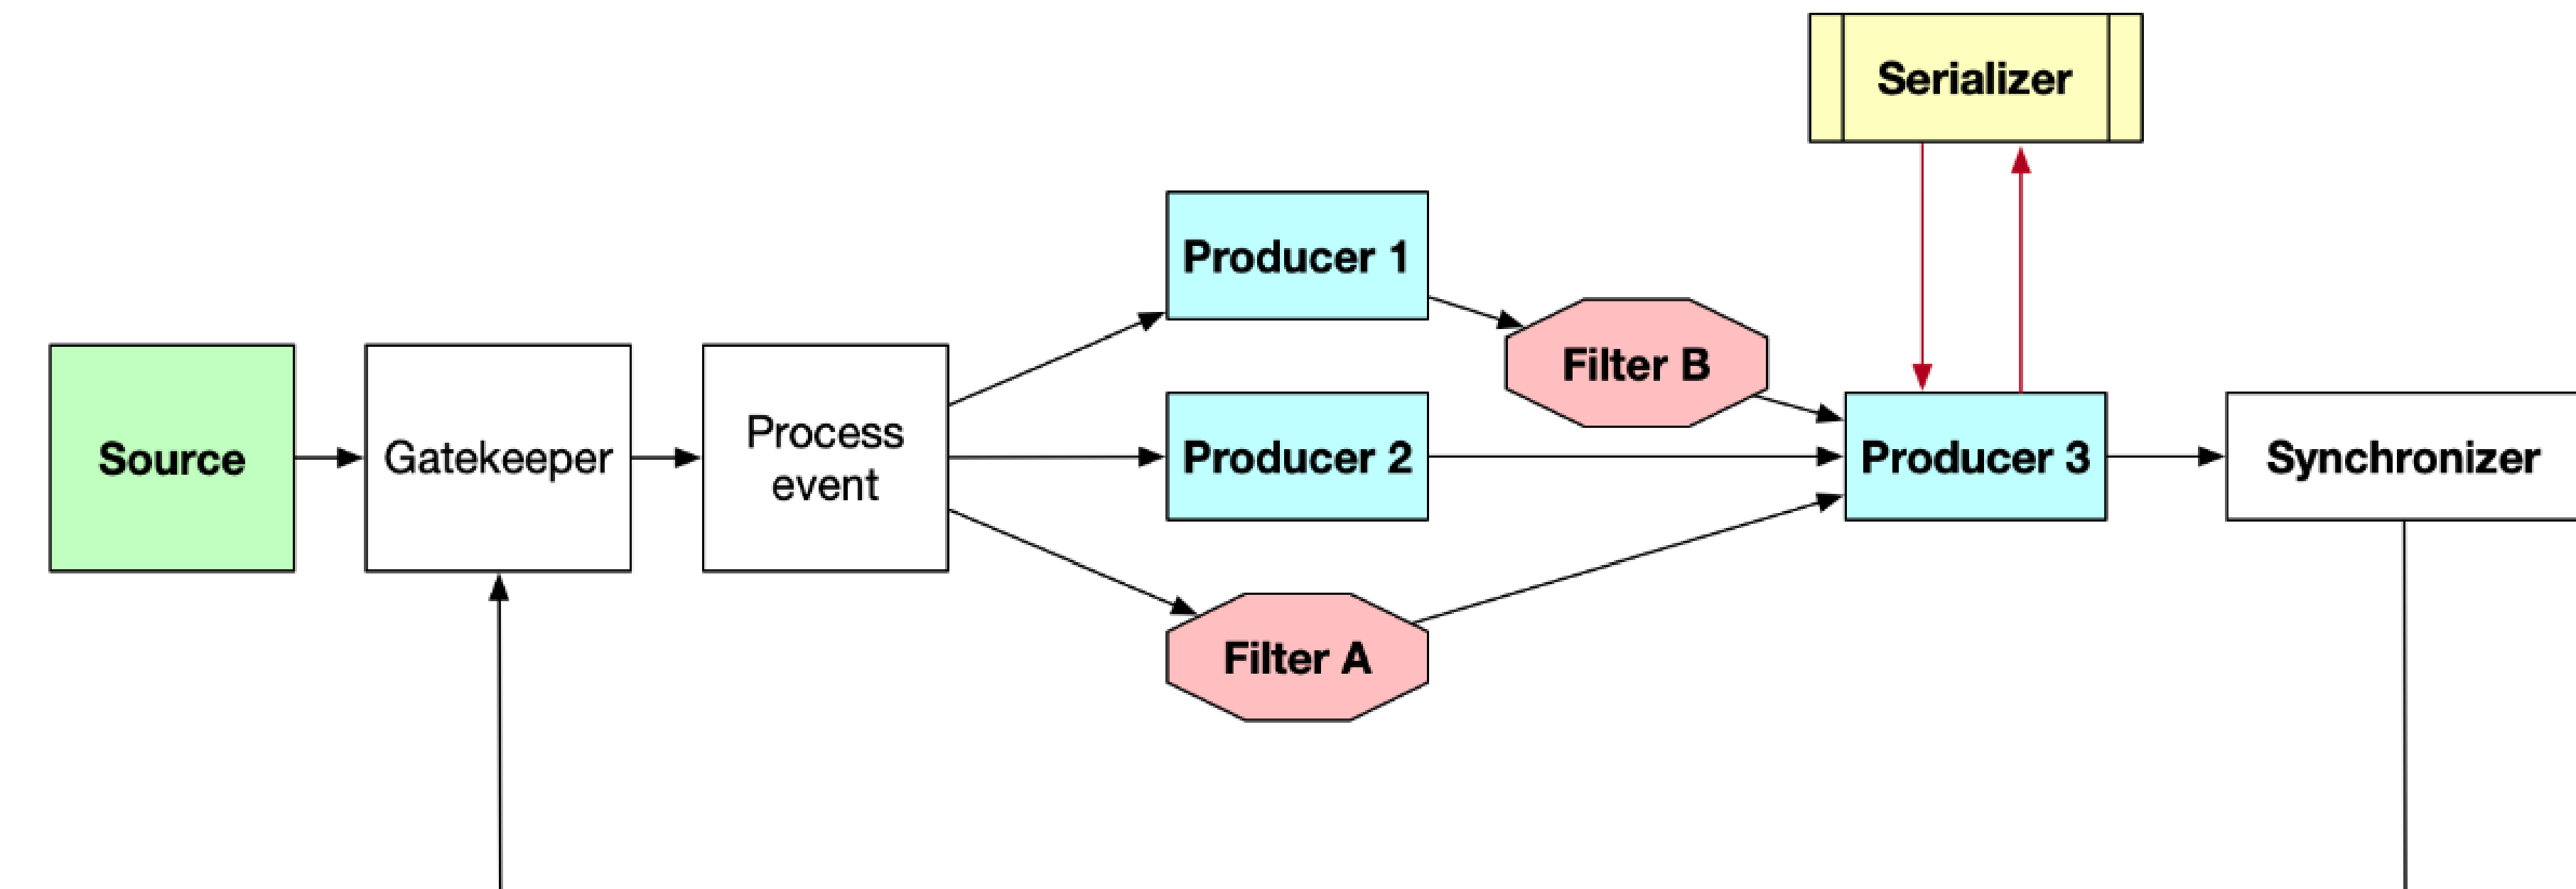 Serializer
Producer 1
Filter B
Source
Gatekeeper
Process
event
Producer 2
Producer 3
Synchronizer
Filter A